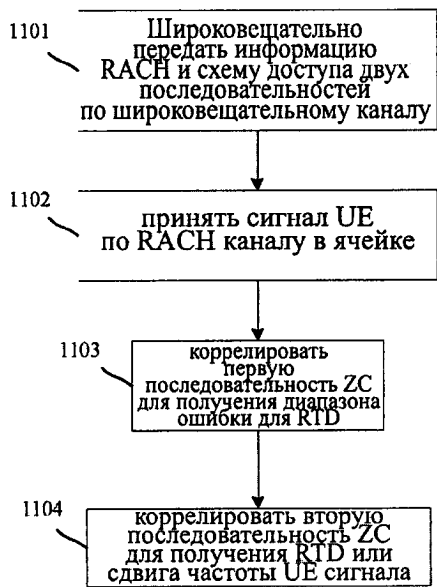 1101
Широковещательно
передать информацию
RACH и схему доступа двух
последовательностей
по широковещательному каналу
1102
принять сигнал UE
по RACH каналу в ячейке
1103
коррелировать
первую
последовательность ZC
для получения диапазона
ошибки для RTD
1104
коррелировать вторую
последовательность ZC
для получения RTD или
сдвига частоты UE сигнала